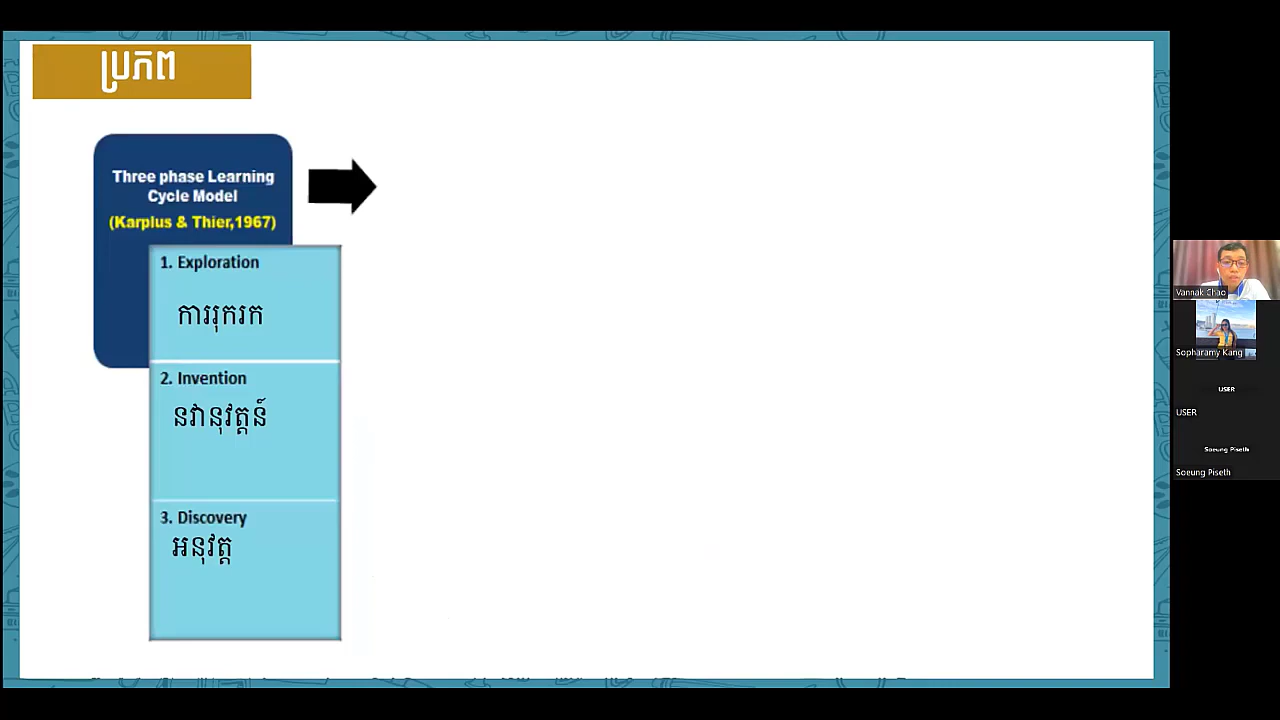 ប្រភព
Three phase Learning
Cycle Model
(Karplus & Thier,1967)
1. Exploration
ការរុករក
2. Invention
នវានុវត្តន៍
3. Discovery
អនុវត្ត
Vannak Chao
Sopharamy Kang
USER
USER
Soeung Piseth
Soeung Piseth